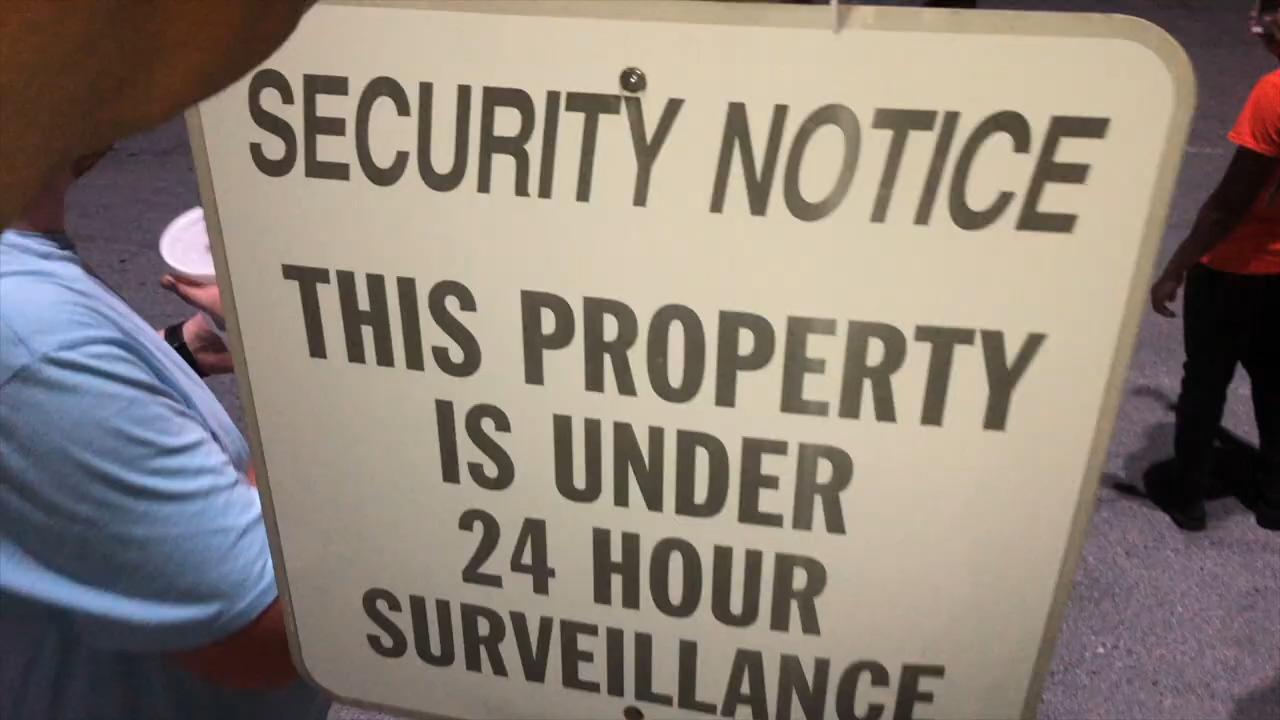 SECURITY NOTICE
THIS PROPERTY
IS UNDER
24 HOUR
SURVEILLANCE